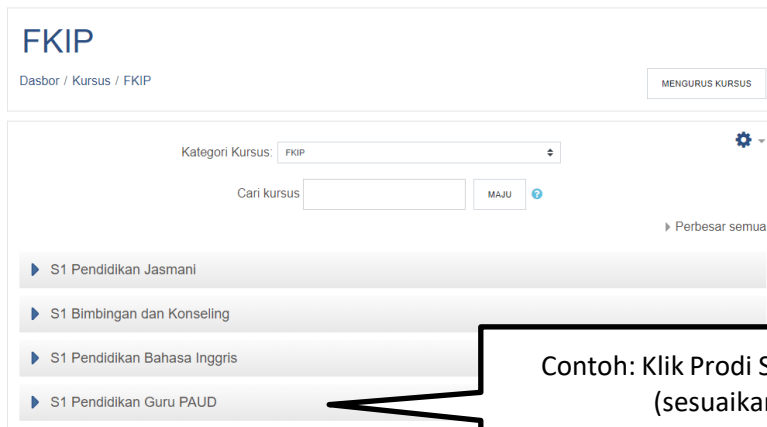 FKIP
Dasbor / Kursus / FKIP
MENGURUS KURSUS
Kategori Kursus: FKIP
Cari kursus MAJU
Perbesar semua
S1 Pendidikan Jasmani
S1 Bimbingan dan Konseling
S1 Pendidikan Bahasa Inggris
S1 Pendidikan Guru PAUD
Contoh: Klik Prodi S
(sesuaikan